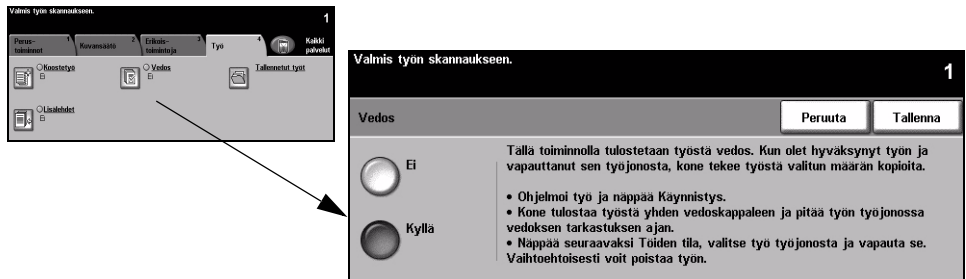 Valmis työn skannaukseen.
1
Perus-
toiminnot
1
Kuvansäätö
2
Erikois-
toimintoja
3
Työ
4
Kaikki
palvelut
Koostetyö
Ei
Vedos
Ei
Tallennetut työt
Lisälehdet
Ei
Valmis työn skannaukseen.
1
Vedos
Peruuta
Tallenna
Ei
Kyllä
Tällä toiminnolla tulostetaan työstä vedos. Kun olet hyväksynyt työn ja
vapauttanut sen työjonosta, kone tekee työstä valitun määrän kopioita.
• Ohjelmoi työ ja näppää Käynnistys.
• Kone tulostaa työstä yhden vedoskappaleen ja pitää työn työjonossa
vedoksen tarkastuksen ajan.
• Näppää seuraavaksi Töiden tila, valitse työ työjonosta ja vapauta se.
Vaihtoehtoisesti voit poistaa työn.